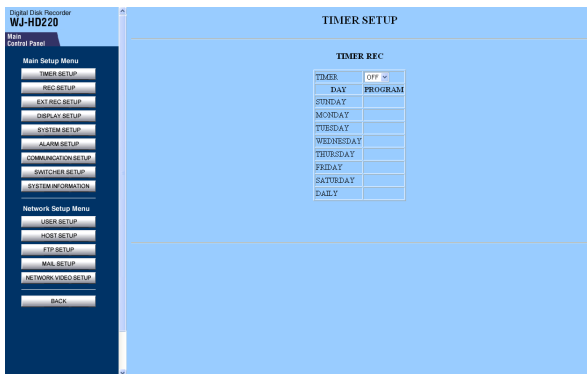 Digital Disk Recorder
WJ-HD220
Main
Control Panel
Main Setup Menu
TIMER SETUP
REC SETUP
EXT REC SETUP
DISPLAY SETUP
SYSTEM SETUP
ALARM SETUP
COMMUNICATION SETUP
SWITCHER SETUP
SYSTEM INFORMATION
Network Setup Menu
USER SETUP
HOST SETUP
FTP SETUP
MAIL SETUP
NETWORK VIDEO SETUP
BACK
TIMER SETUP
TIMER REC
TIMER OFF
DAY PROGRAM
SUNDAY
MONDAY
TUESDAY
WEDNESDAY
THURSDAY
FRIDAY
SATURDAY
DAILY